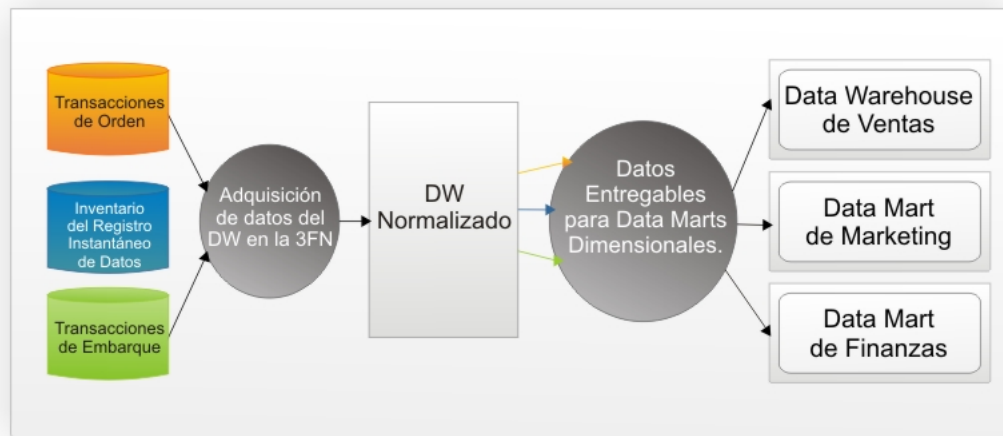 Transacciones
de Orden
Inventario
del Registro
Instantáneo
de Datos
Transacciones
de Embarque
Adquisición
de datos del
DW en la 3FN
DW
Normalizado
Datos
Entregables
para Data Marts
Dimensionales.
Data Warehouse
de Ventas
Data Mart
de Marketing
Data Mart
de Finanzas